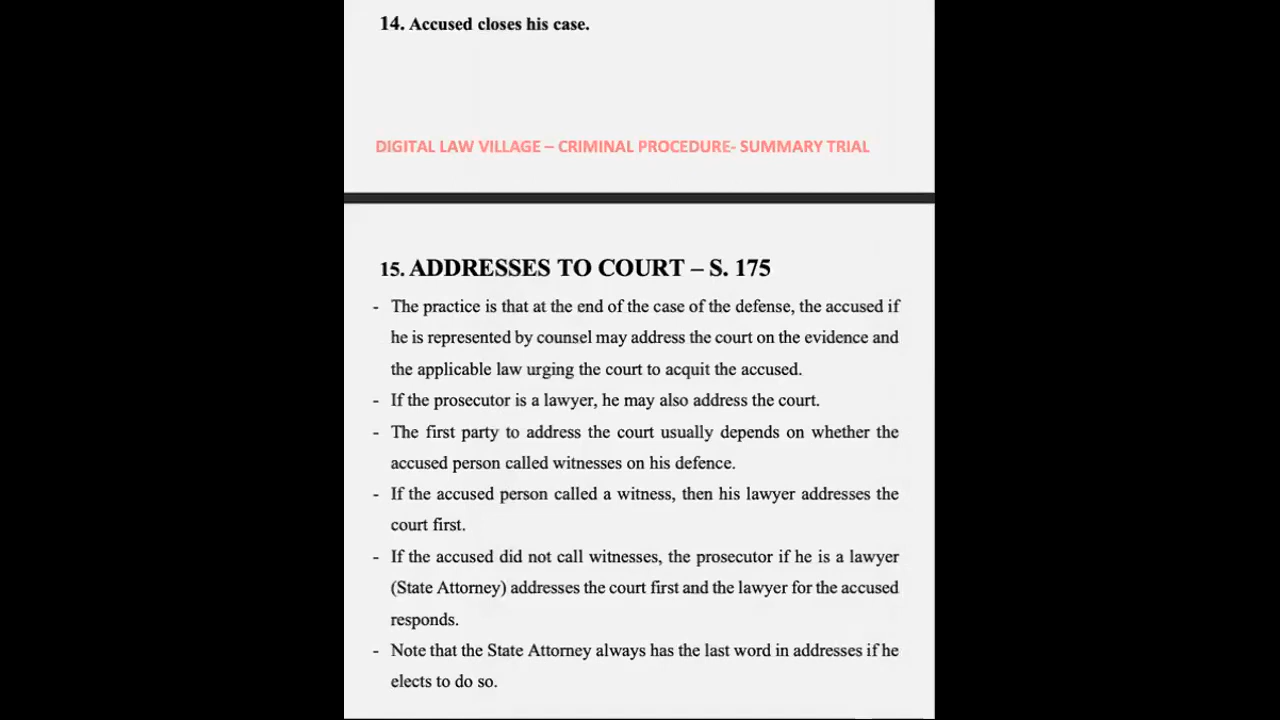 14. Accused closes his case.
DIGITAL LAW VILLAGE – CRIMINAL PROCEDURE- SUMMARY TRIAL
15. ADDRESSES TO COURT – S. 175
- The practice is that at the end of the case of the defense, the accused if
he is represented by counsel may address the court on the evidence and
the applicable law urging the court to acquit the accused.
- If the prosecutor is a lawyer, he may also address the court.
- The first party to address the court usually depends on whether the
accused person called witnesses on his defence.
- If the accused person called a witness, then his lawyer addresses the
court first.
- If the accused did not call witnesses, the prosecutor if he is a lawyer
(State Attorney) addresses the court first and the lawyer for the accused
responds.
- Note that the State Attorney always has the last word in addresses if he
elects to do so.